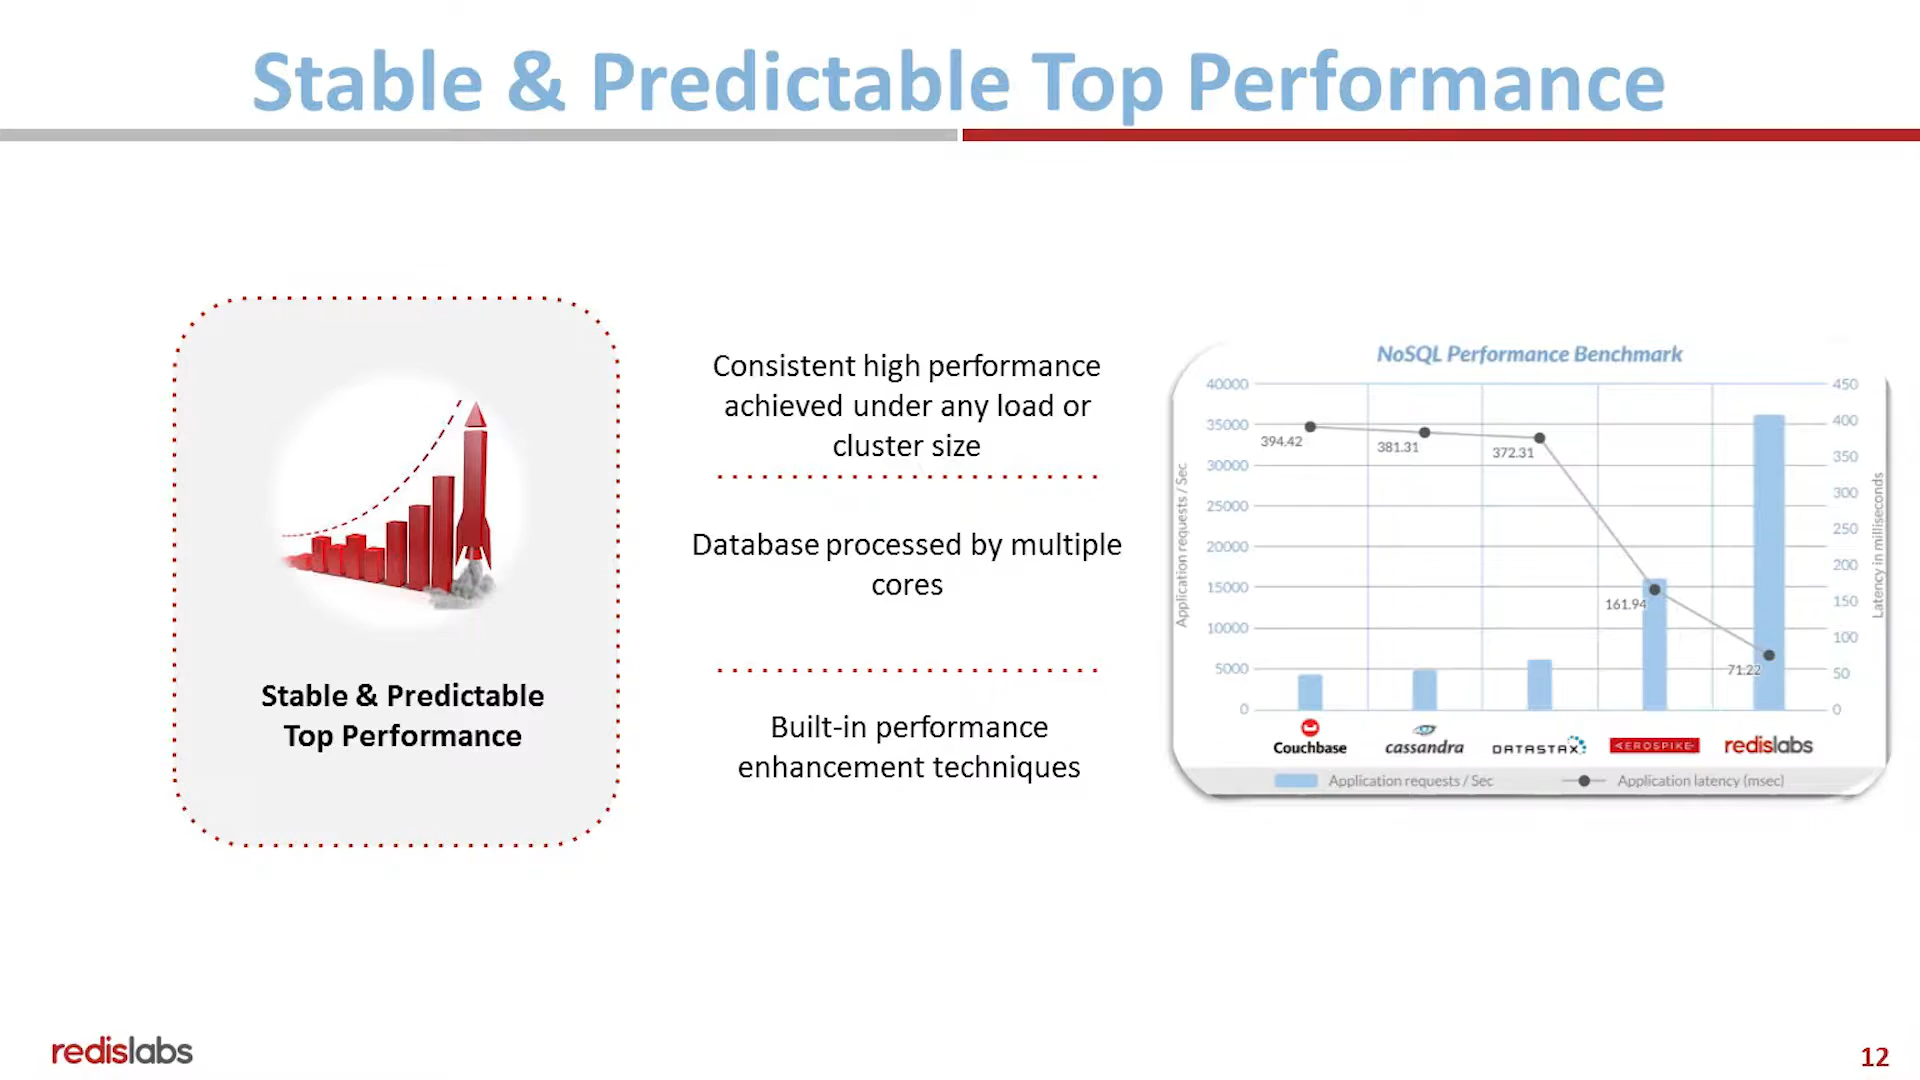 Stable & Predictable Top Performance
Stable & Predictable
Top Performance
Consistent high performance
achieved under any load or
cluster size
Database processed by multiple
cores
Built-in performance
enhancement techniques
NoSQL Performance Benchmark
Application requests / Sec
40000
35000
30000
25000
20000
15000
10000
5000
0
394.42
381.31
372.31
161.94
71.22
450
400
350
300
250
200
150
100
50
0
Latency in milliseconds
Couchbase
cassandra
DATASTAX
AEROSPIKE
redislabs
Application requests / Sec
Application latency (msec)
redislabs
12